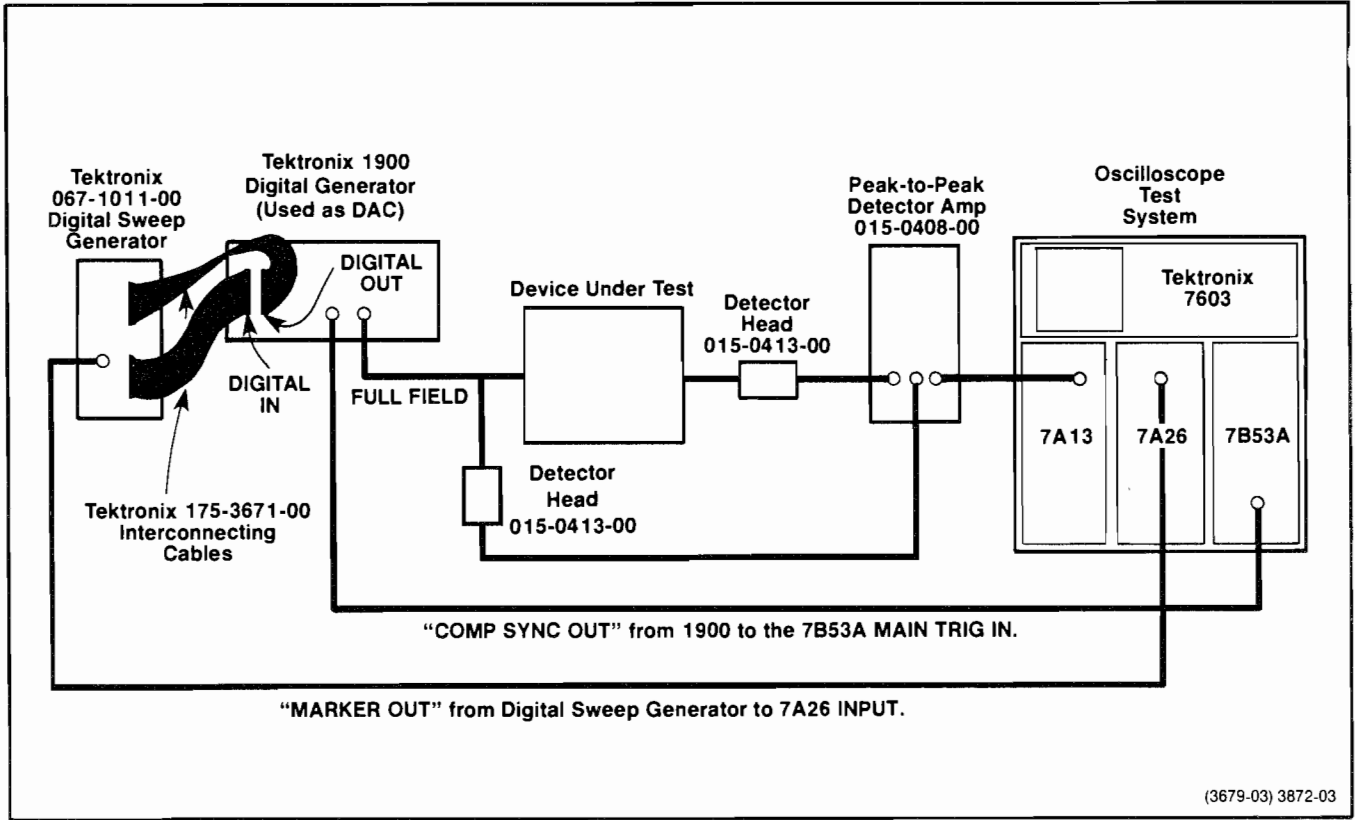 Tektronix
067-1011-00
Digital Sweep
Generator
Tektronix 1900
Digital Generator
(Used as DAC)
DIGITAL
OUT
DIGITAL
IN
FULL FIELD
Tektronix 175-3671-00
Interconnecting
Cables
Device Under Test
Detector
Head
015-0413-00
Detector
Head
015-0413-00
Peak-to-Peak
Detector Amp
015-0408-00
Oscilloscope
Test
System
Tektronix
7603
7A13
7A26
7B53A
“COMP SYNC OUT” from 1900 to the 7B53A MAIN TRIG IN.
“MARKER OUT” from Digital Sweep Generator to 7A26 INPUT.
(3679-03) 3872-03